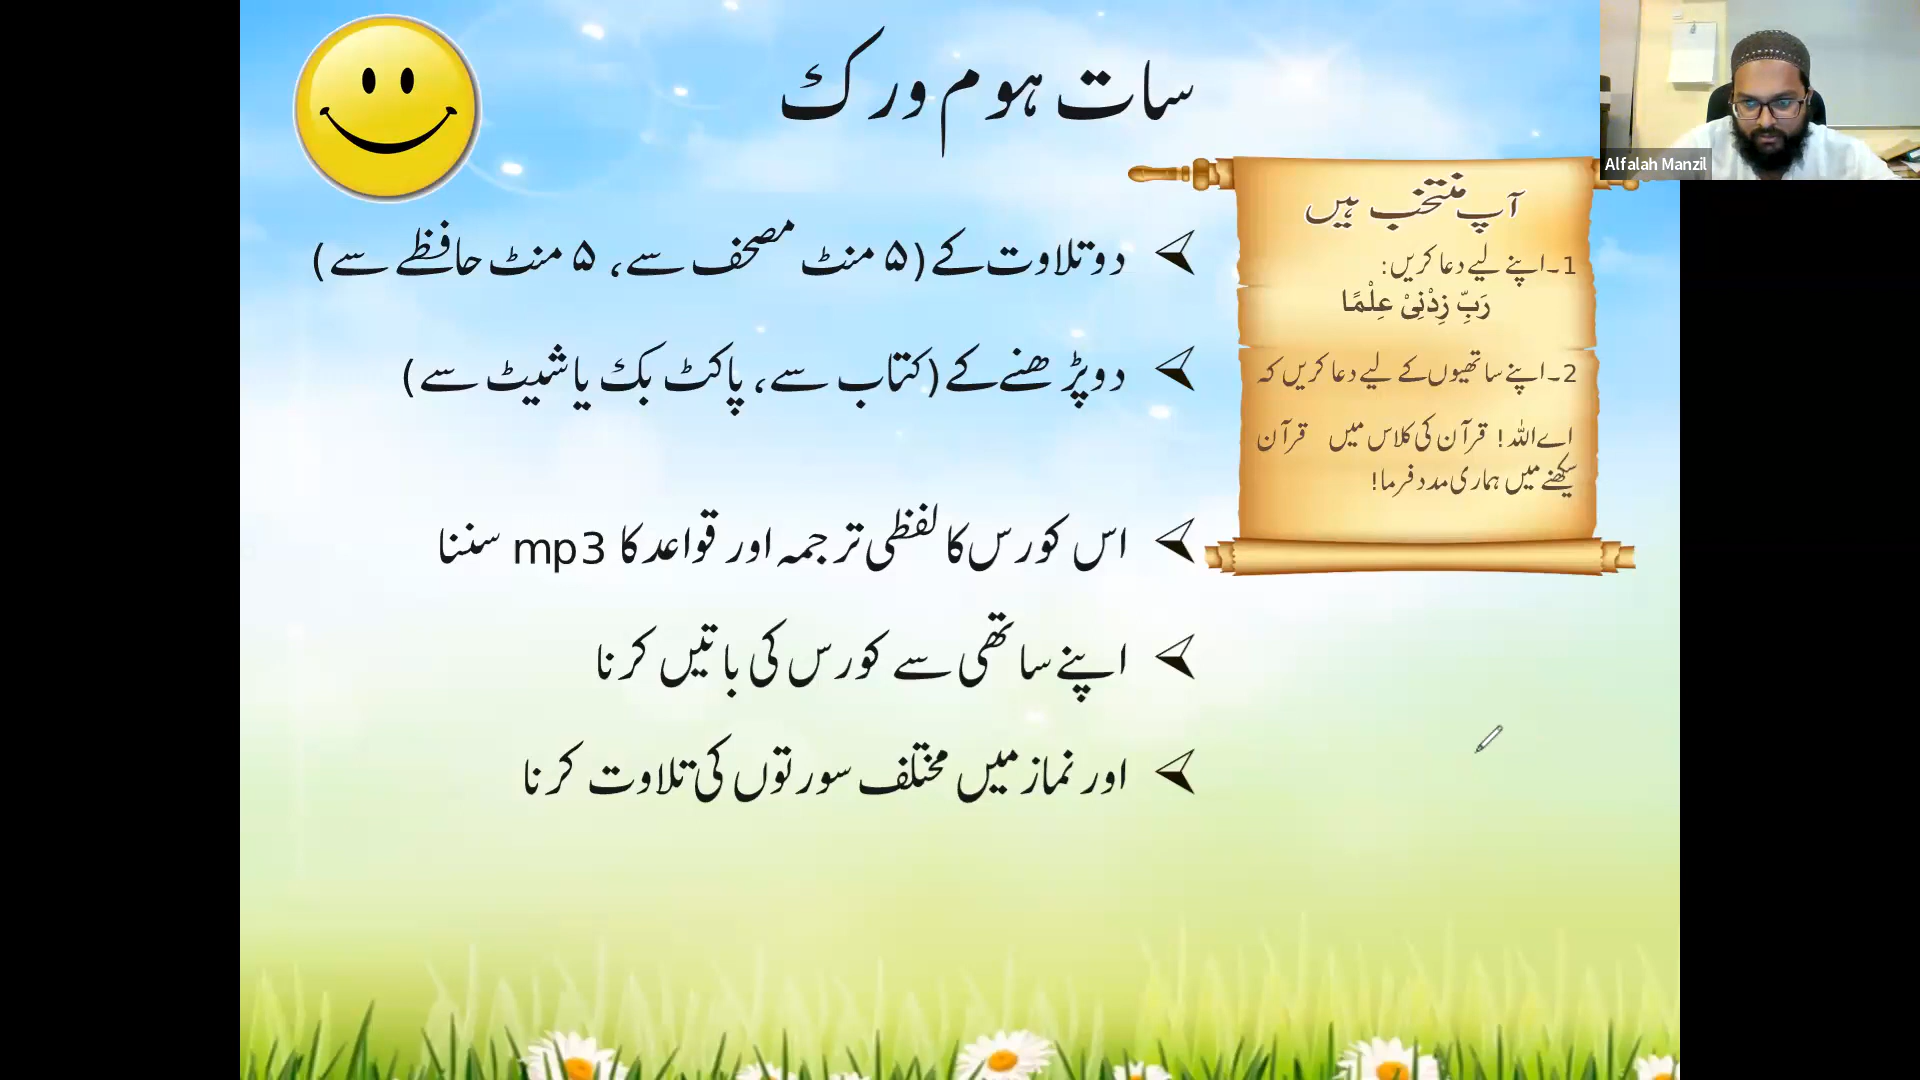 سات ہوم ورک
دو تلاوت کے (۵ منٹ مصحف سے، ۵ منٹ حافظے سے)
دو پڑھنے کے (کتاب سے، پاکٹ بک یا شیٹ سے)
اس کورس کا لفظی ترجمہ اور قواعد کا mp3 سننا
اپنے ساتھی سے کورس کی باتیں کرنا
اور نماز میں مختلف سورتوں کی تلاوت کرنا
آپ منتخب ہیں
1۔اپنے لیے دعا کریں:
رَبِّ زِدْنِیْ عِلْمًا
2۔اپنے ساتھیوں کے لیے دعا کریں کہ
اے اللہ! قرآن کی کلاس میں قرآن
سیکھنے میں ہماری مدد فرما!
Alfalah Manzil